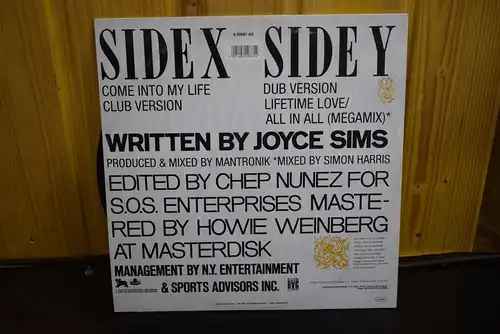 SIDE X SIDE Y
COME INTO MY LIFE
CLUB VERSION
DUB VERSION
LIFETIME LOVE/
ALL IN ALL (MEGAMIX)*
WRITTEN BY JOYCE SIMS
PRODUCED & MIXED BY MANTRONIK *MIXED BY SIMON HARRIS
EDITED BY CHEP NUNEZ FOR
S.O.S. ENTERPRISES MASTE-
RED BY HOWIE WEINBERG
AT MASTERDISK
MANAGEMENT BY N.Y. ENTERTAINMENT
& SPORTS ADVISORS INC.